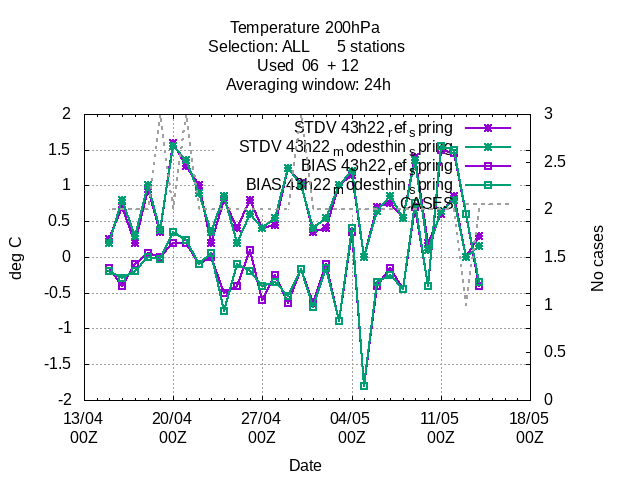 Temperature 200hPa
Selection: ALL 5 stations
Used 06 + 12
Averaging window: 24h
STDV 43h22_ref_spring
STDV 43h22_modesthin_spring
BIAS 43h22_ref_spring
BIAS 43h22_modesthin_spring
CASES
2
1.5
1
0.5
0
-0.5
-1
-1.5
-2
deg C
3
2.5
2
1.5
1
0.5
0
No cases
13/04 20/04 27/04 04/05 11/05 18/05
00Z 00Z 00Z 00Z 00Z 00Z
Date